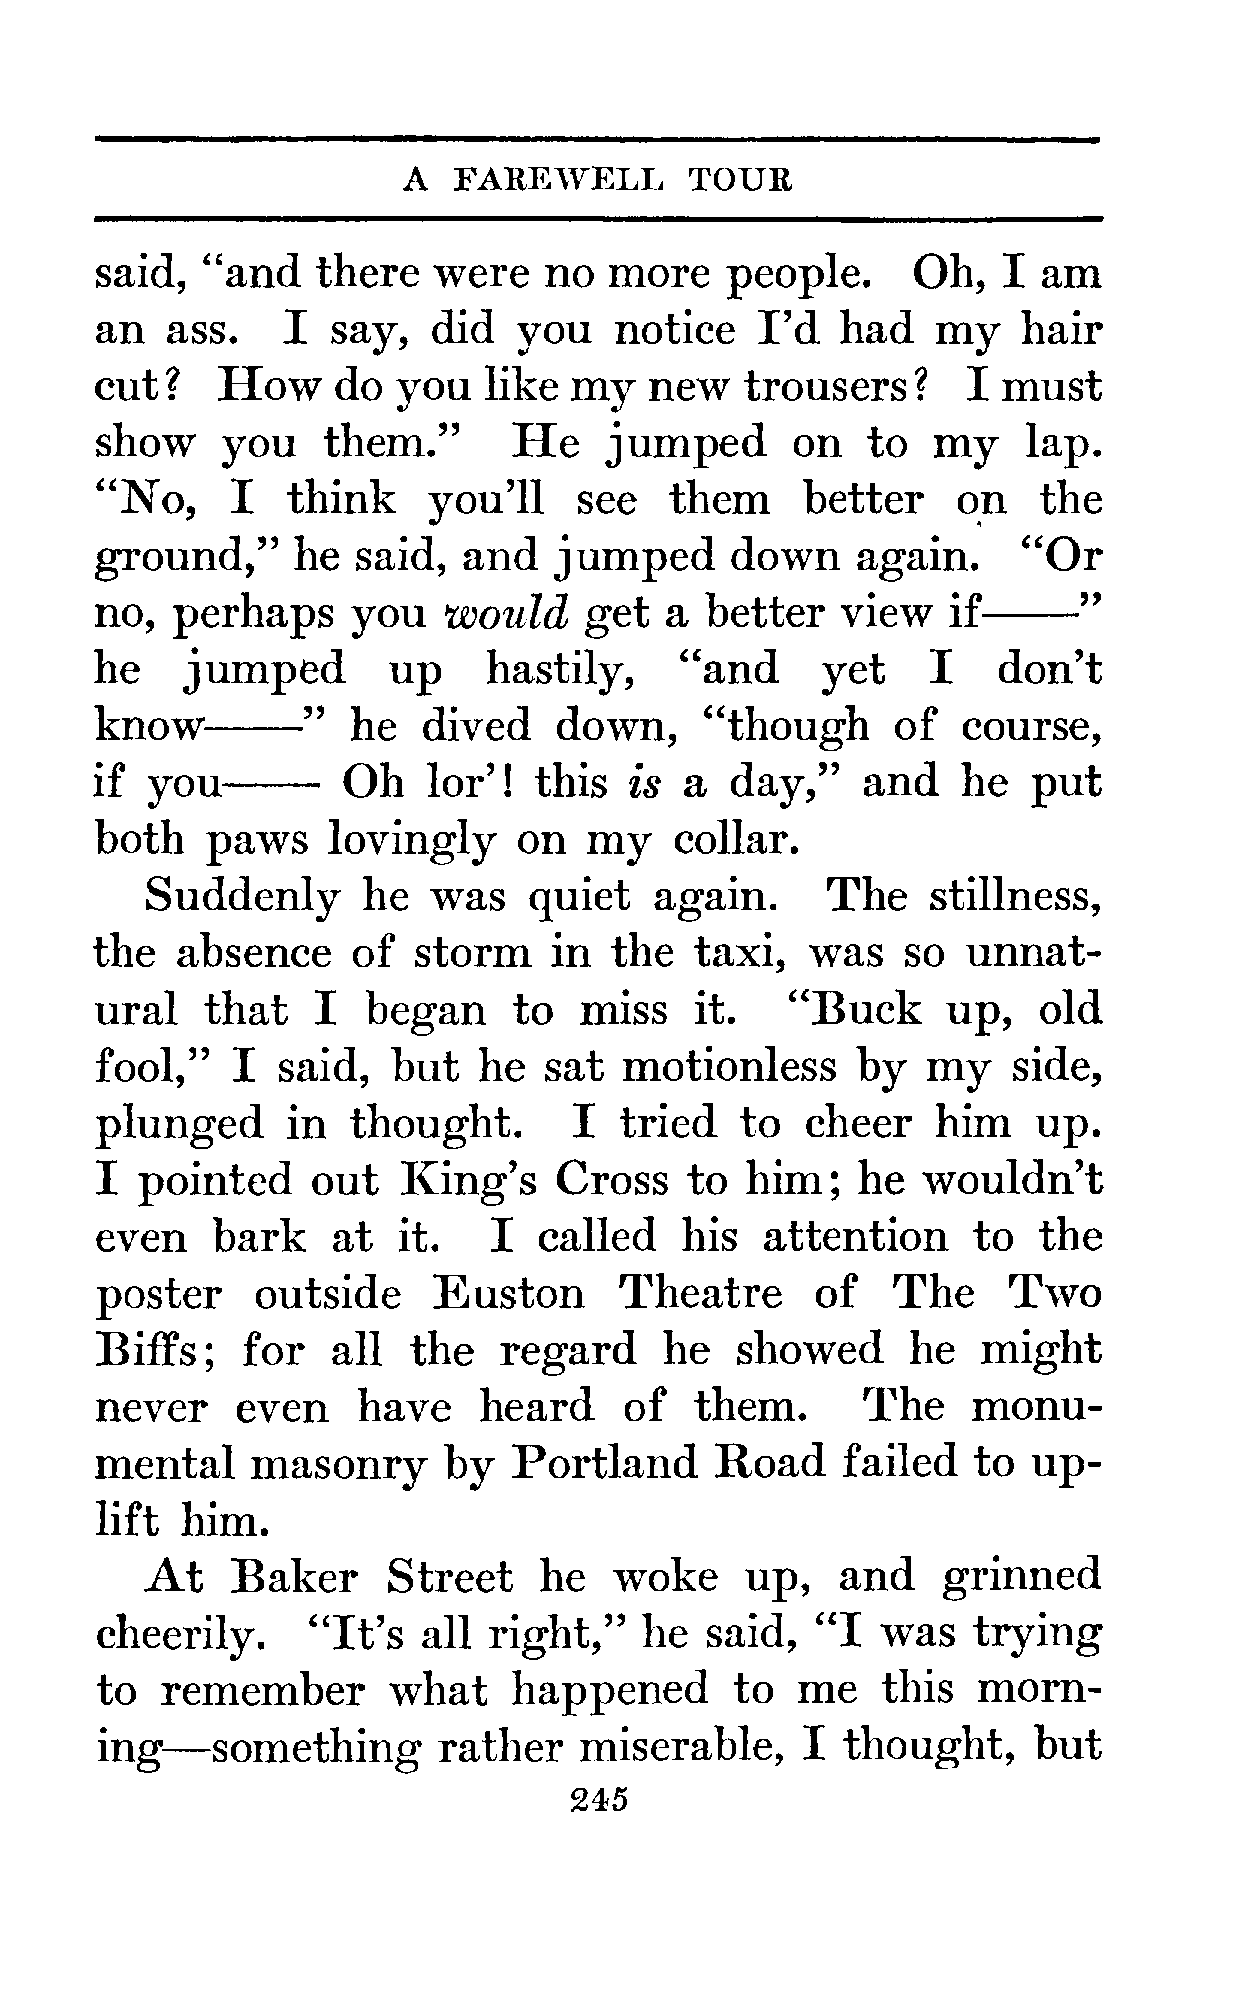 A FAREWELL TOUR
said, “and there were no more people. Oh, I am
an ass. I say, did you notice I’d had my hair
cut? How do you like my new trousers? I must
show you them.” He jumped on to my lap.
“No, I think you’ll see them better on the
ground,” he said, and jumped down again. “Or
no, perhaps you would get a better view if——”
he jumped up hastily, “and yet I don’t
know——” he dived down, “though of course,
if you—— Oh lor’! this is a day,” and he put
both paws lovingly on my collar.
Suddenly he was quiet again. The stillness,
the absence of storm in the taxi, was so unnat-
ural that I began to miss it. “Buck up, old
fool,” I said, but he sat motionless by my side,
plunged in thought. I tried to cheer him up.
I pointed out King’s Cross to him; he wouldn’t
even bark at it. I called his attention to the
poster outside Euston Theatre of The Two
Biffs; for all the regard he showed he might
never even have heard of them. The monu-
mental masonry by Portland Road failed to up-
lift him.
At Baker Street he woke up, and grinned
cheerily. “It’s all right,” he said, “I was trying
to remember what happened to me this morn-
ing—something rather miserable, I thought, but
245